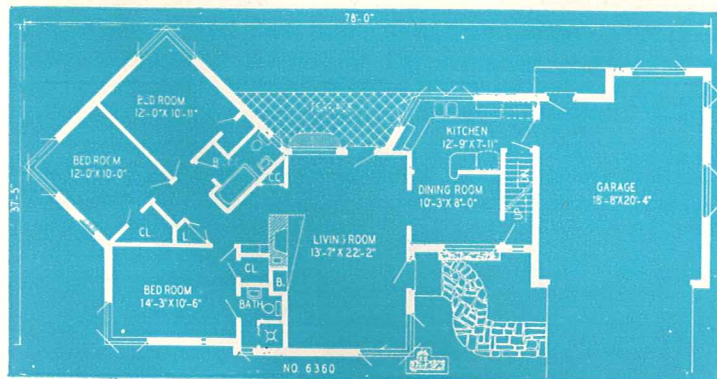 78'-0"
37'-5"
BED ROOM
12'-0"X 10'-11"
BED ROOM
12'-0"X10'-0"
B.
CL.
L.
CC.
TERRACE
KITCHEN
12'-9"X 7'-11"
DINING ROOM
10'-3"X 8'-0"
DN.
UP
GARAGE
18'-8"X20'-4"
LIVING ROOM
13'-7"X 22'-2"
CL.
B.
BED ROOM
14'-3"X10'-6"
BATH
NO. 6360